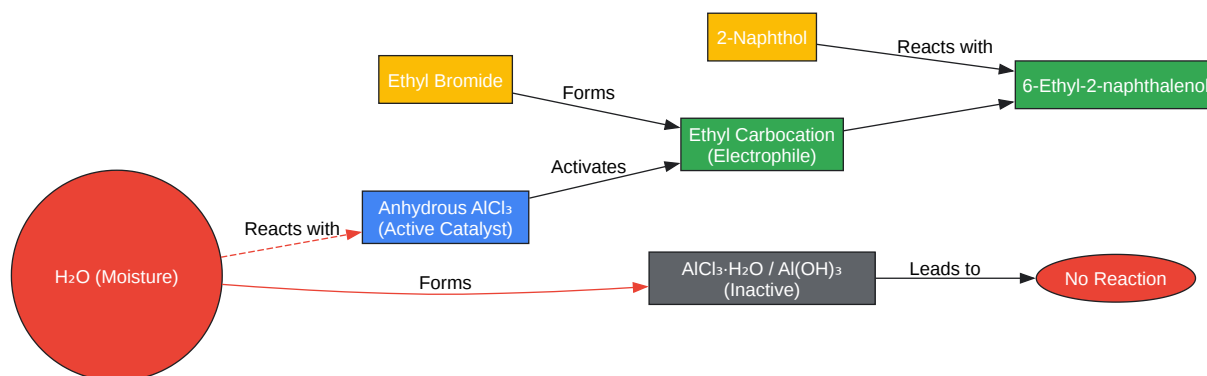 2-Naphthol
Reacts with
Ethyl Bromide
Forms
6-Ethyl-2-naphthalenol
Ethyl Carbocation
(Electrophile)
Activates
Anhydrous AlCl₃
(Active Catalyst)
Reacts with
H₂O (Moisture)
Forms
AlCl₃·H₂O / Al(OH)₃
(Inactive)
Leads to
No Reaction